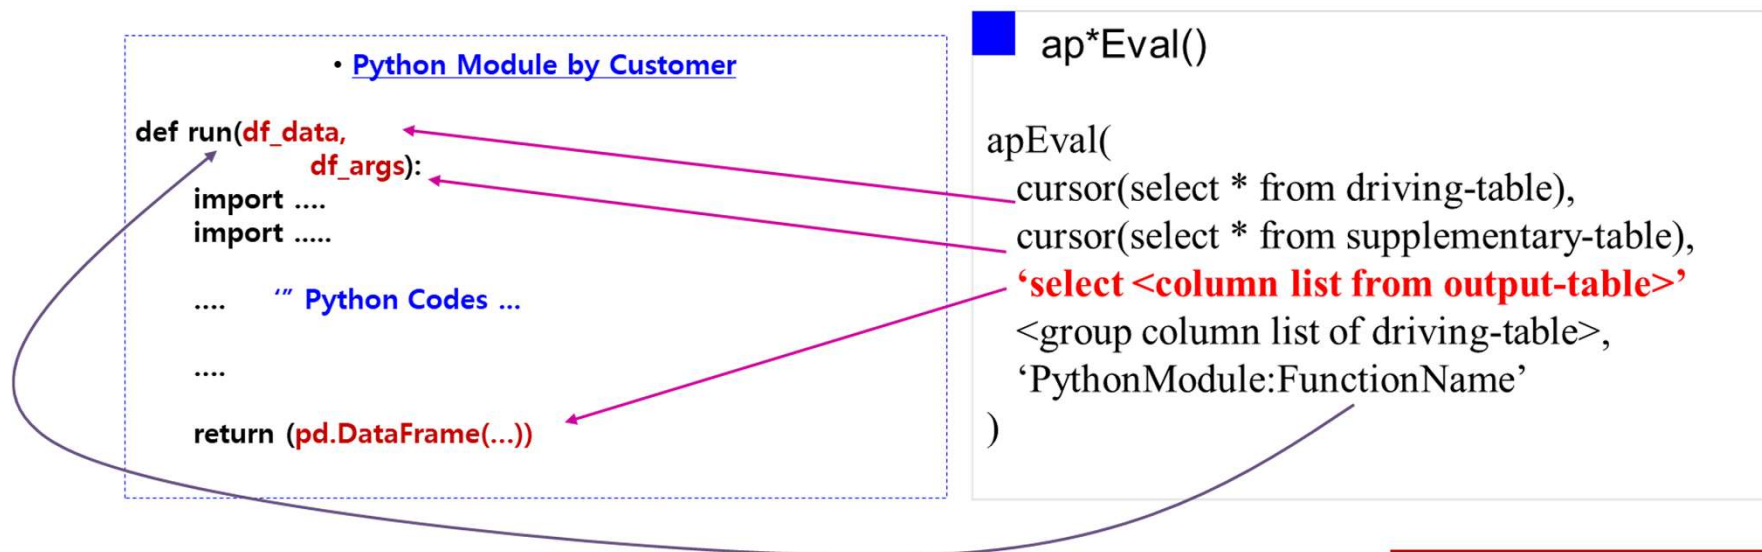 • Python Module by Customer
def run(df_data,
df_args):
import ....
import .....
.... ‘” Python Codes ...
....
return (pd.DataFrame(...))
ap*Eval()
apEval(
cursor(select * from driving-table),
cursor(select * from supplementary-table),
‘select <column list from output-table>’
<group column list of driving-table>,
‘PythonModule:FunctionName’
)